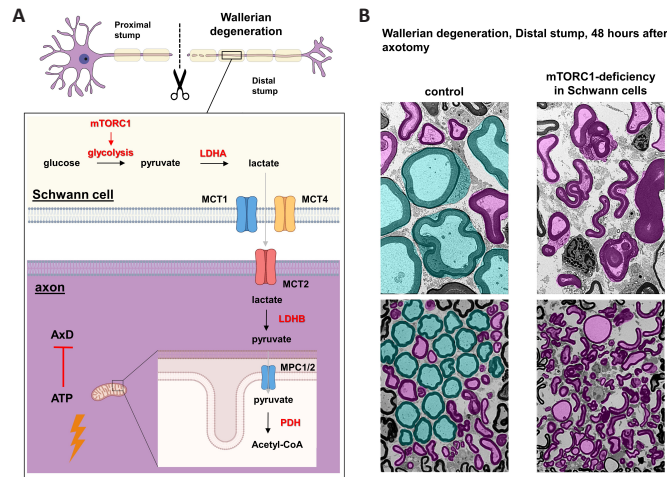 A
Proximal
stump
Wallerian
degeneration
Distal
stump
mTORC1
glucose
glycolysis
pyruvate
LDHA
lactate
MCT1
MCT4
Schwann cell
MCT2
axon
lactate
LDHB
pyruvate
AxD
ATP
MPC1/2
pyruvate
PDH
Acetyl-CoA
B
Wallerian degeneration, Distal stump, 48 hours after
axotomy
control
mTORC1-deficiency
in Schwann cells